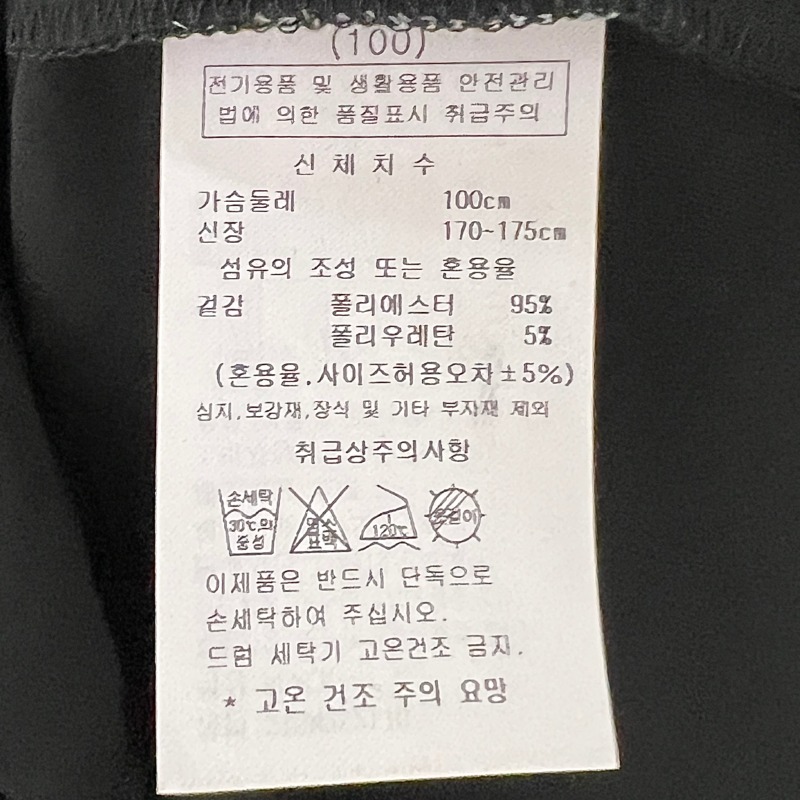 (100)
전기용품 및 생활용품 안전관리
법에 의한 품질표시 취급주의
신 체 치 수
가슴둘레 100cm
신장 170~175cm
섬유의 조성 또는 혼용율
겉감 폴리에스터 95%
폴리우레탄 5%
(혼용율.사이즈허용오차±5%)
심지,보강재,장식 및 기타 부자재 제외
취급상주의사항
손세탁
30℃의
중성
염소
표백
120℃
이제품은 반드시 단독으로
손세탁하여 주십시오.
드럼 세탁기 고온건조 금지.
* 고온 건조 주의 요망